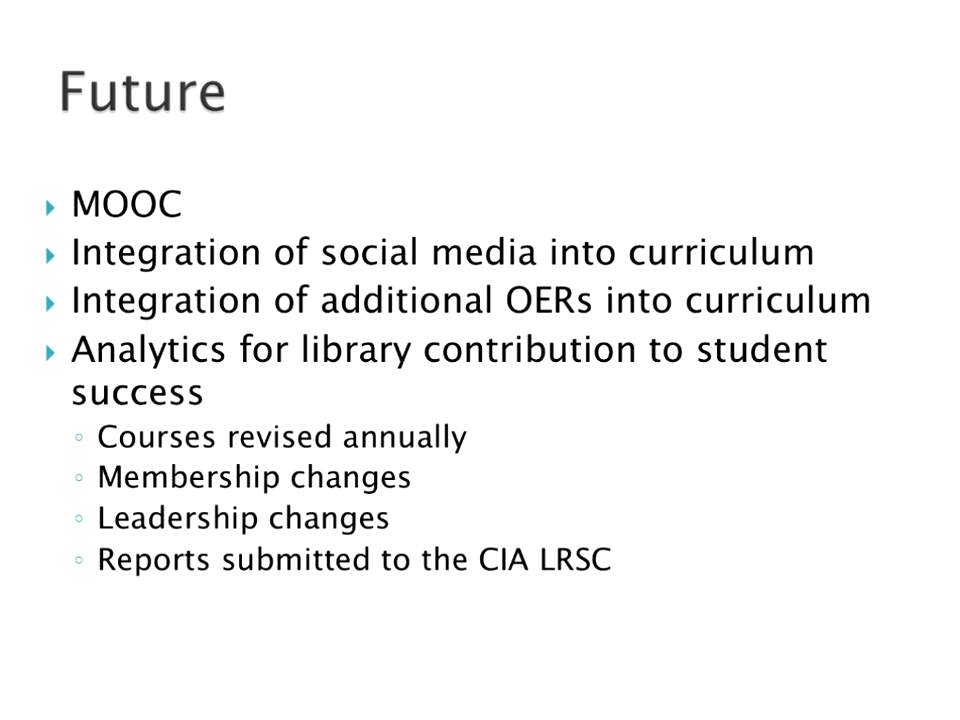 Future
MOOC
Integration of social media into curriculum
Integration of additional OERs into curriculum
Analytics for library contribution to student
success
Courses revised annually
Membership changes
Leadership changes
Reports submitted to the CIA LRSC